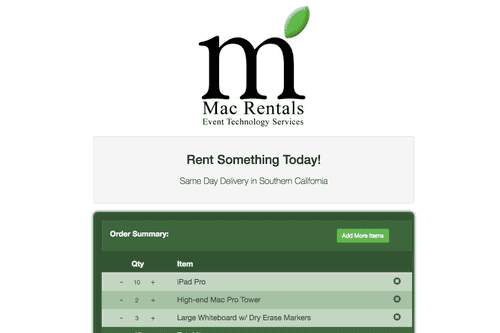 m
Mac Rentals
Event Technology Services
Rent Something Today!
Same Day Delivery in Southern California
Order Summary:
Add More Items
Qty Item
- 10 + iPad Pro
- 2 + High-end Mac Pro Tower
- 3 + Large Whiteboard w/ Dry Erase Markers